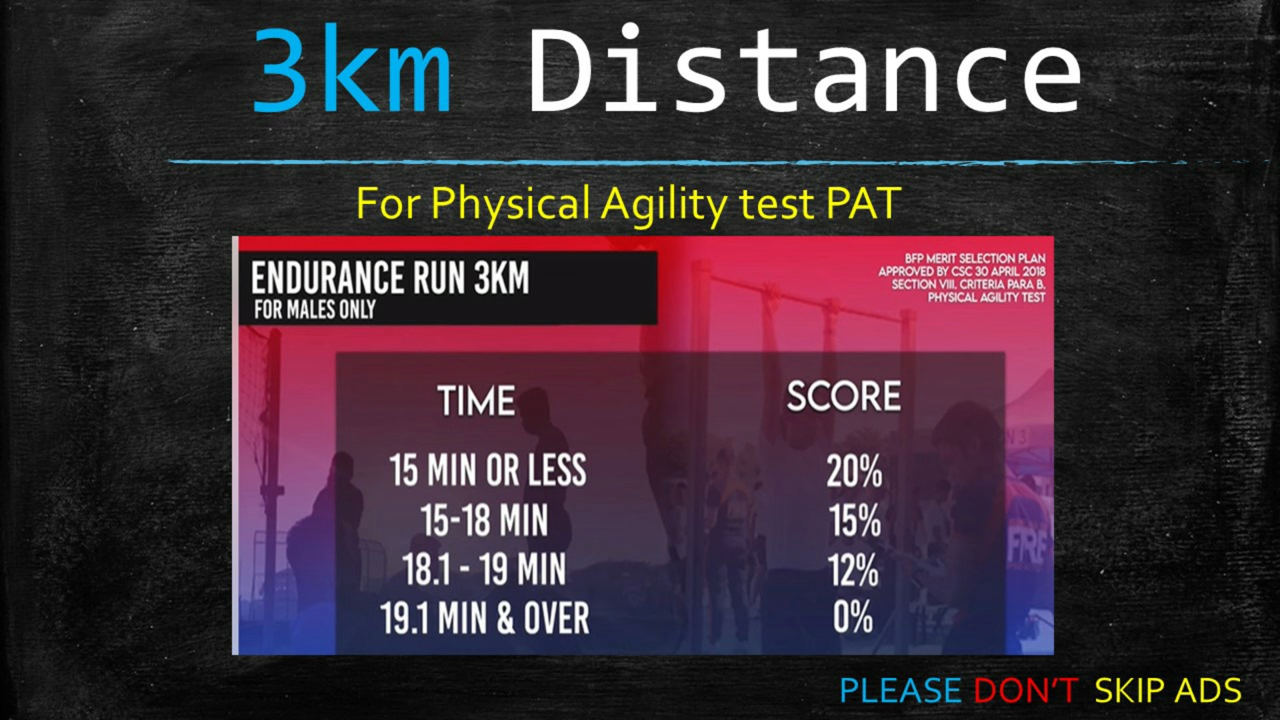 3km Distance
For Physical Agility test PAT
ENDURANCE RUN 3KM
FOR MALES ONLY
BFP MERIT SELECTION PLAN
APPROVED BY CSC 30 APRIL 2018
SECTION VIII. CRITERIA PARA B.
PHYSICAL AGILITY TEST
TIME SCORE
15 MIN OR LESS 20%
15-18 MIN 15%
18.1 - 19 MIN 12%
19.1 MIN & OVER 0%
PLEASE DON'T SKIP ADS